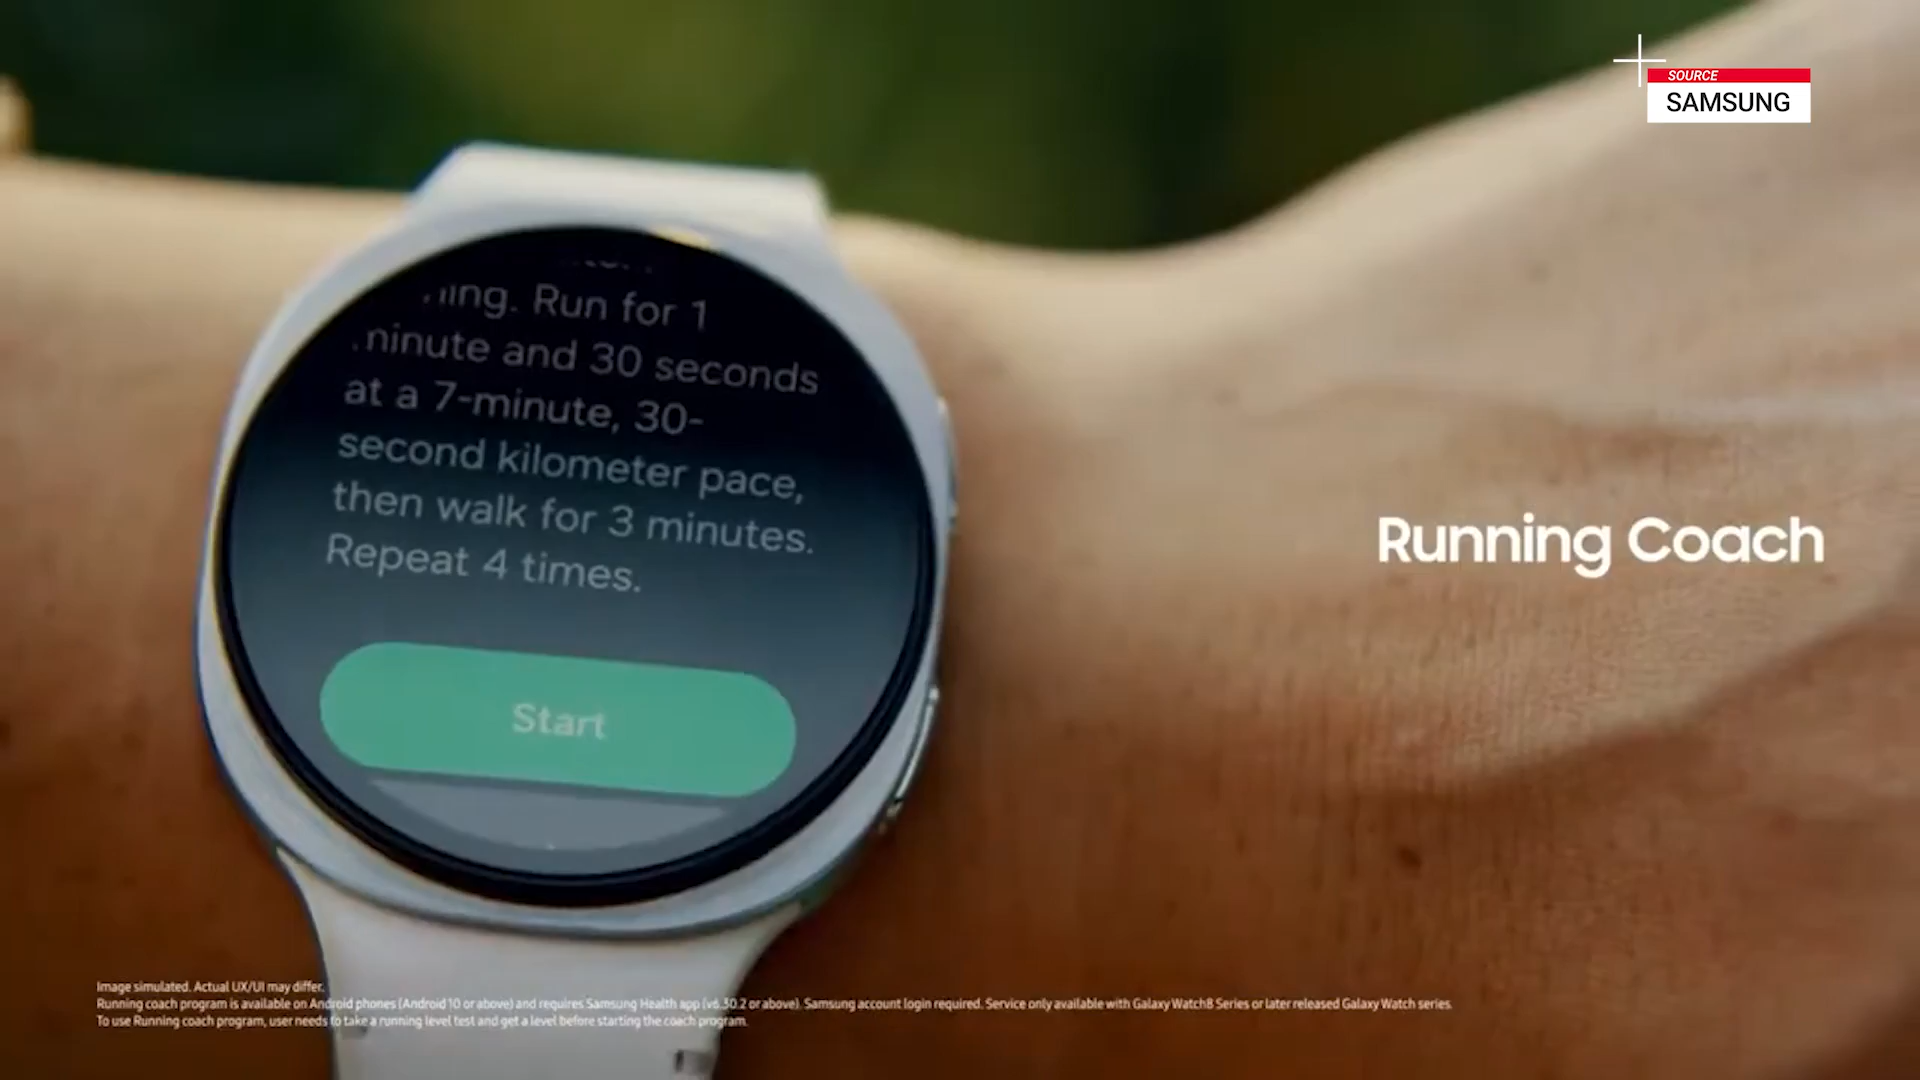 SOURCE
SAMSUNG
Run for 1
and 30 seconds
at a 7-minute, 30-
second kilometer pace,
then walk for 3 minutes.
Repeat 4 times.
Start
Running Coach
Image simulated. Actual UX/UI may differ.
Running coach program is available on Android phones (Android 10 or above) and requires Samsung Health app (v6.30.2 or above). Samsung account login required. Service only available with Galaxy Watch8 Series or later released Galaxy Watch series.
To use Running coach program, user needs to take a running level test and get a level before starting the coach program.